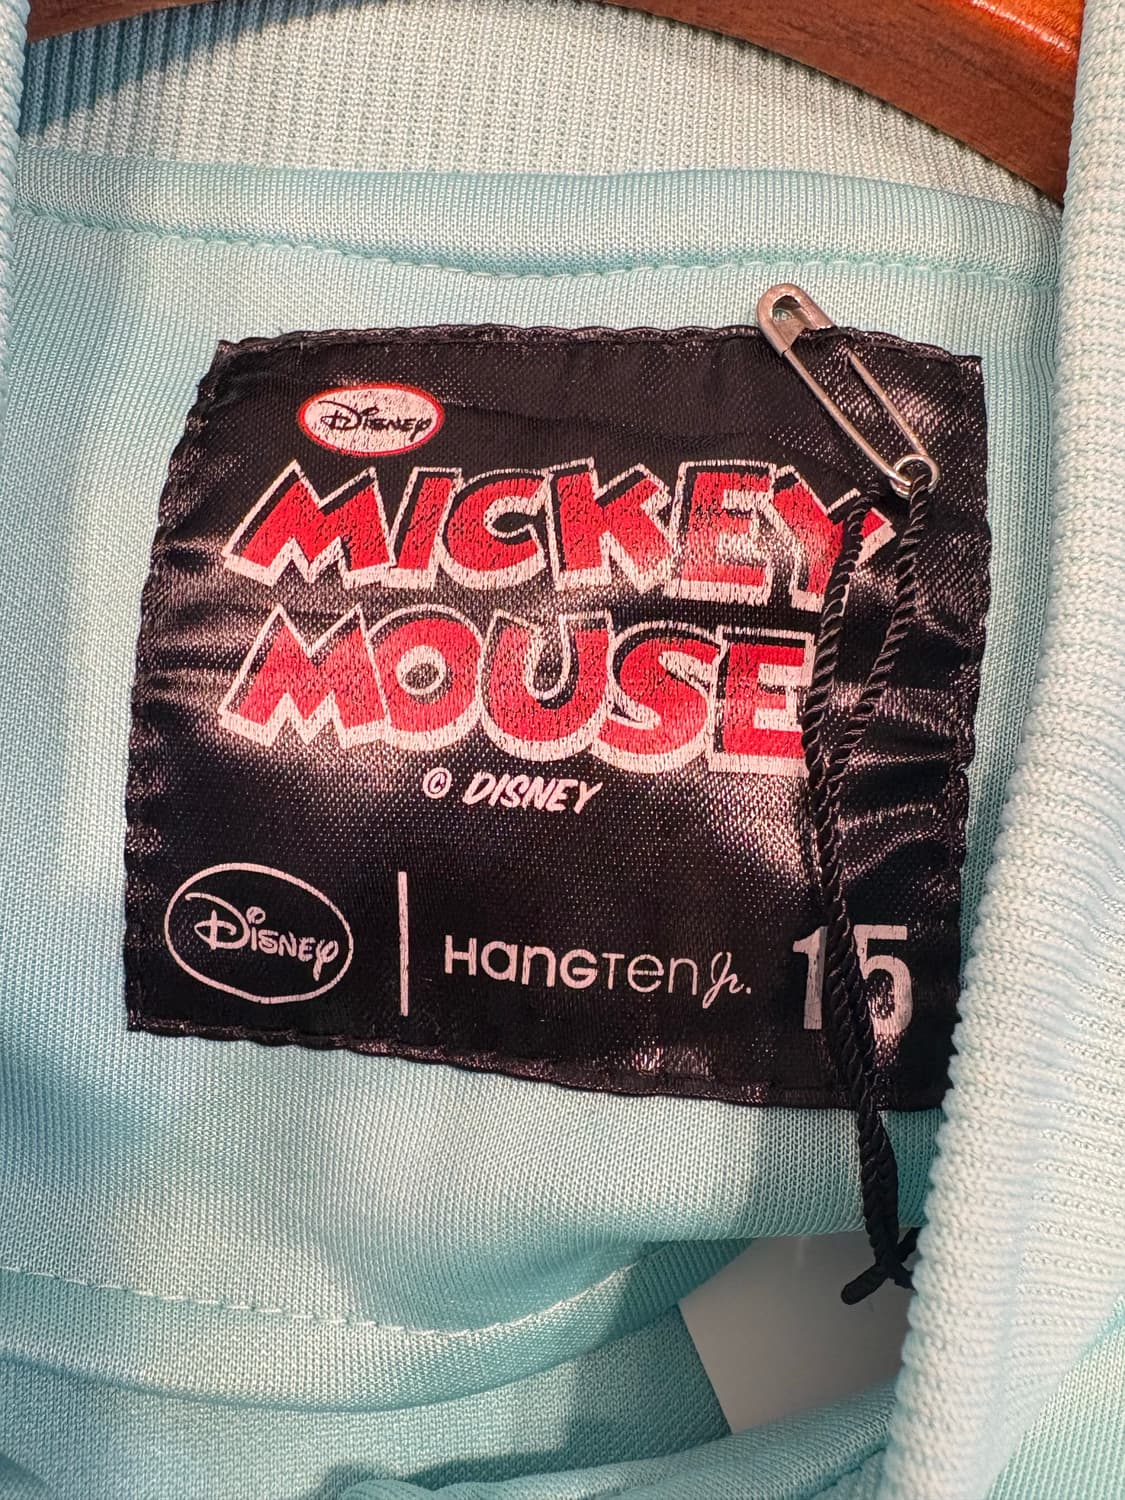 Disney
MICKEY
MOUSE
© DISNEY
Disney | HangTen Jr. 15